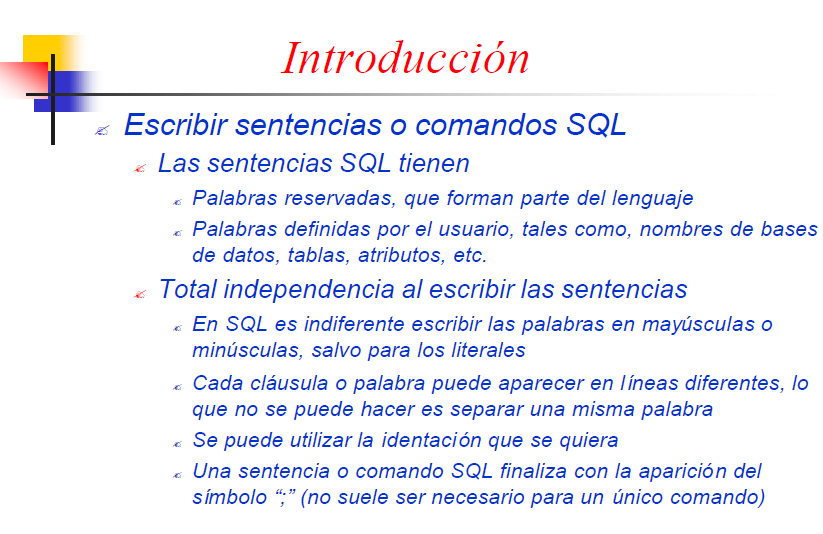 Introducción
Escribir sentencias o comandos SQL
Las sentencias SQL tienen
Palabras reservadas, que forman parte del lenguaje
Palabras definidas por el usuario, tales como, nombres de bases
de datos, tablas, atributos, etc.
Total independencia al escribir las sentencias
En SQL es indiferente escribir las palabras en mayúsculas o
minúsculas, salvo para los literales
Cada cláusula o palabra puede aparecer en líneas diferentes, lo
que no se puede hacer es separar una misma palabra
Se puede utilizar la identación que se quiera
Una sentencia o comando SQL finaliza con la aparición del
símbolo “;” (no suele ser necesario para un único comando)